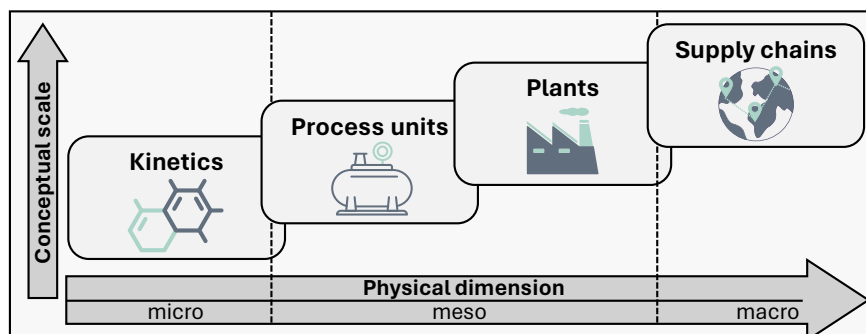 Conceptual scale
Supply chains
Plants
Process units
Kinetics
Physical dimension
micro
meso
macro